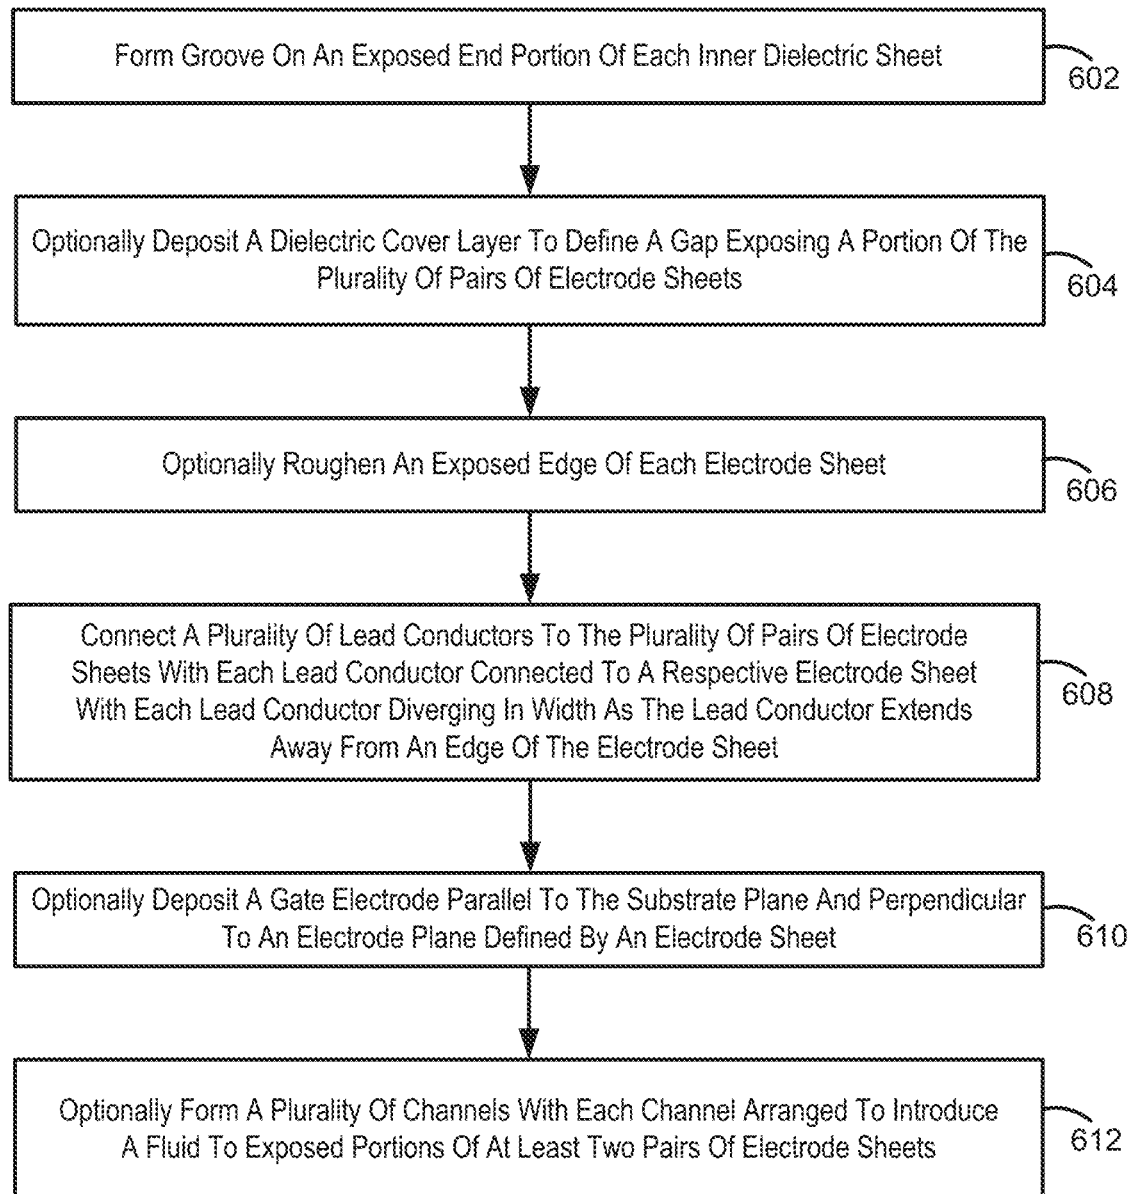 Form Groove On An Exposed End Portion Of Each Inner Dielectric Sheet
602
Optionally Deposit A Dielectric Cover Layer To Define A Gap Exposing A Portion Of The
Plurality Of Pairs Of Electrode Sheets
604
Optionally Roughen An Exposed Edge Of Each Electrode Sheet
606
Connect A Plurality Of Lead Conductors To The Plurality Of Pairs Of Electrode
Sheets With Each Lead Conductor Connected To A Respective Electrode Sheet
With Each Lead Conductor Diverging In Width As The Lead Conductor Extends
Away From An Edge Of The Electrode Sheet
608
Optionally Deposit A Gate Electrode Parallel To The Substrate Plane And Perpendicular
To An Electrode Plane Defined By An Electrode Sheet
610
Optionally Form A Plurality Of Channels With Each Channel Arranged To Introduce
A Fluid To Exposed Portions Of At Least Two Pairs Of Electrode Sheets
612